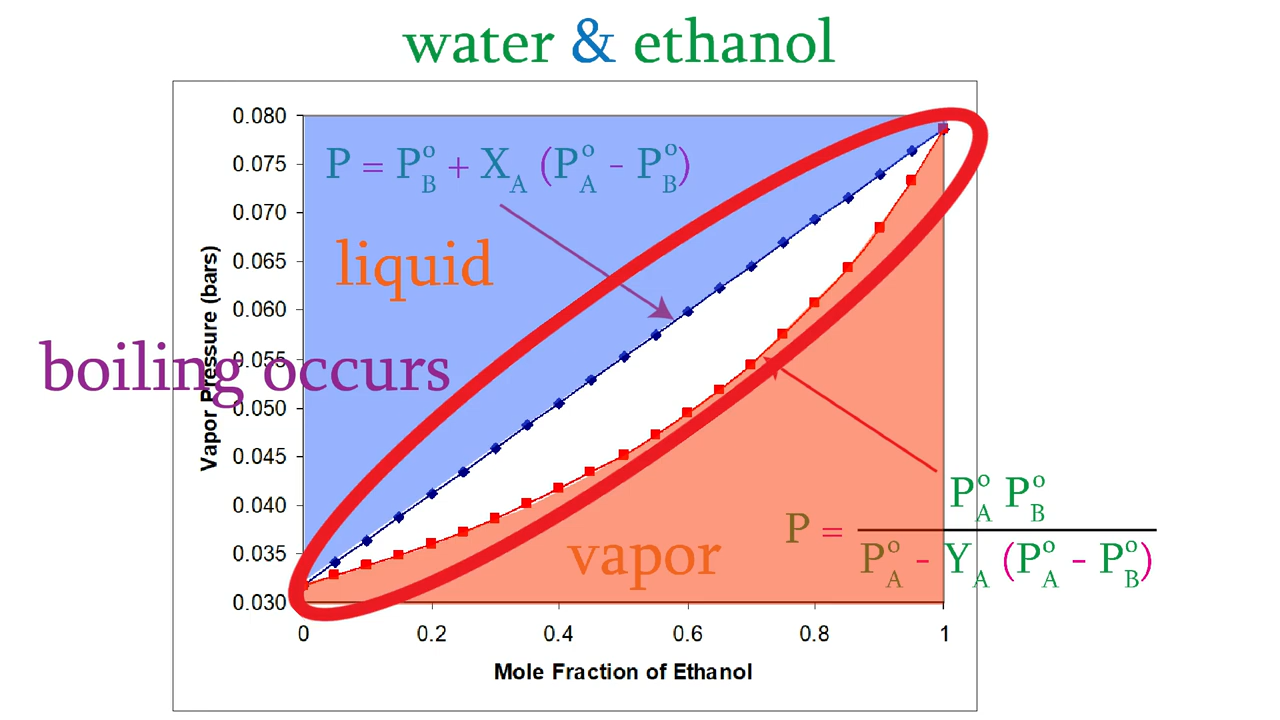 water & ethanol
0.080
0.075
0.070
0.065
0.060
0.055
0.050
0.045
0.040
0.035
0.030
Vapor Pressure (bars)
P = P°B + XA (P°A - P°B)
liquid
boiling occurs
vapor
P = P°A P°B
P°A - YA (P°A - P°B)
0 0.2 0.4 0.6 0.8 1
Mole Fraction of Ethanol